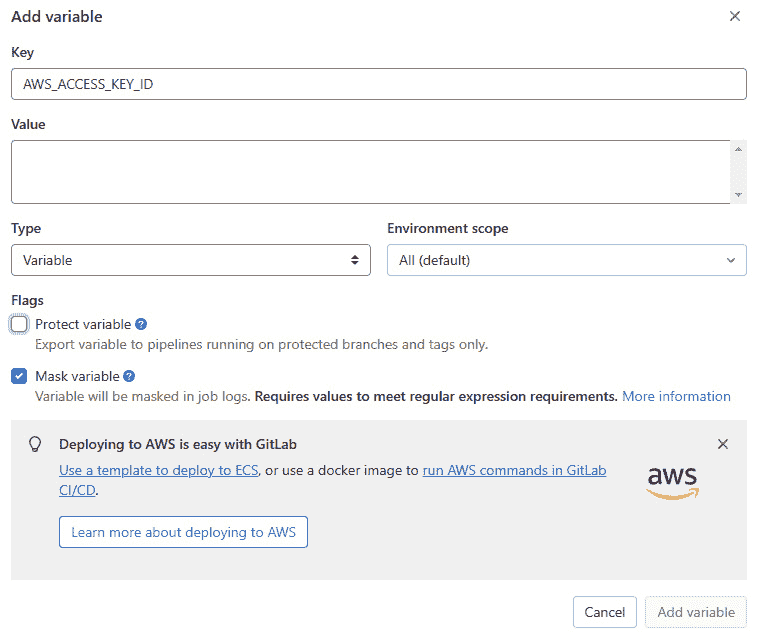 Add variable
Key
AWS_ACCESS_KEY_ID
Value
Type
Environment scope
Variable
All (default)
Flags
Protect variable ?
Export variable to pipelines running on protected branches and tags only.
Mask variable ?
Variable will be masked in job logs. Requires values to meet regular expression requirements. More information
Deploying to AWS is easy with GitLab
Use a template to deploy to ECS, or use a docker image to run AWS commands in GitLab
CI/CD.
aws
Learn more about deploying to AWS
Cancel
Add variable